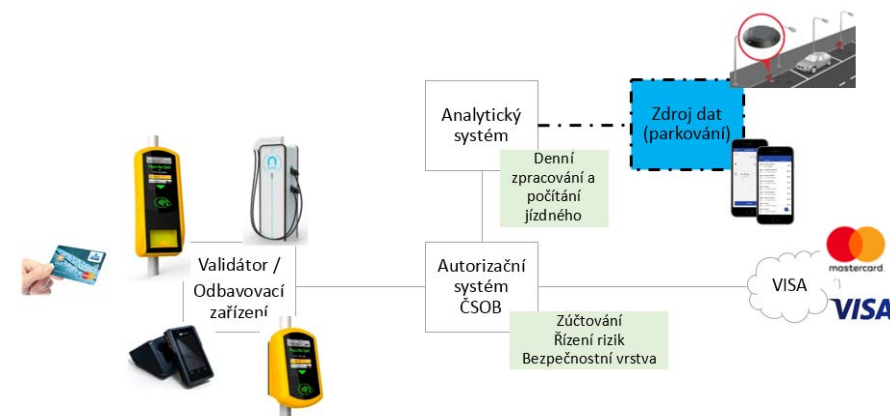 Analytický
systém
Zdroj dat
(parkování)
Denní
zpracování a
počítání
jízdného
Validátor /
Odbavovací
zařízení
Autorizační
systém
ČSOB
VISA
mastercard
VISA
Zúčtování
Řízení rizik
Bezpečnostní vrstva